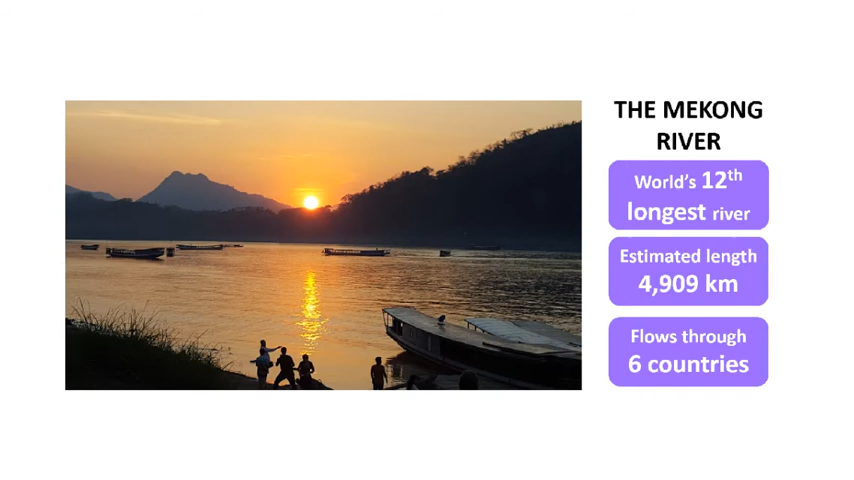 THE MEKONG
RIVER
World's 12th
longest river
Estimated length
4,909 km
Flows through
6 countries